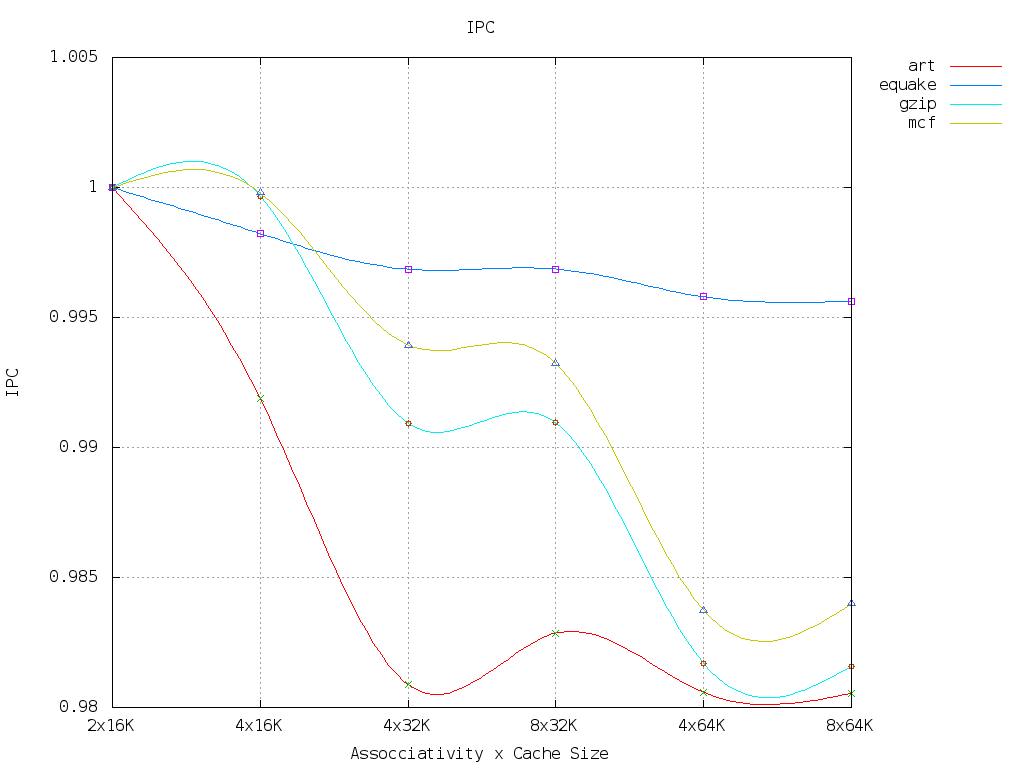 IPC
1.005
1
0.995
0.99
0.985
0.98
IPC
art
equake
gzip
mcf
2x16K 4x16K 4x32K 8x32K 4x64K 8x64K
Assocciativity x Cache Size